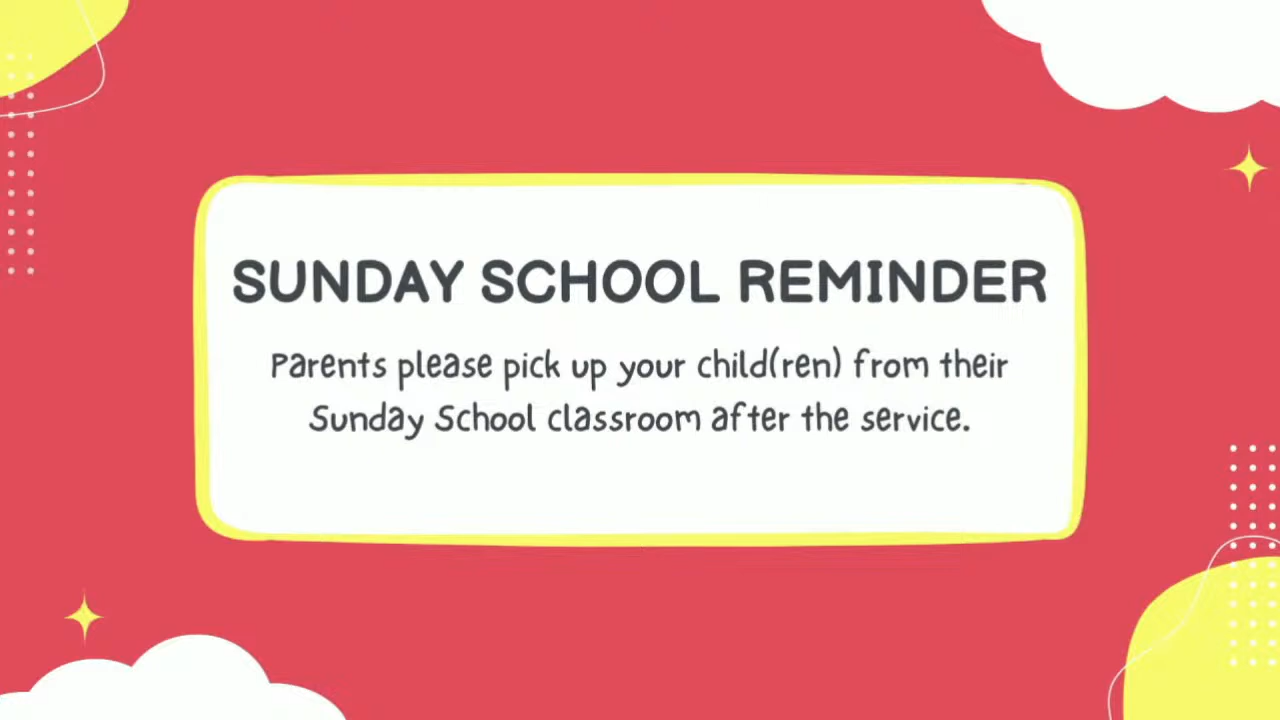 SUNDAY SCHOOL REMINDER
Parents please pick up your child(ren) from their
Sunday School classroom after the service.